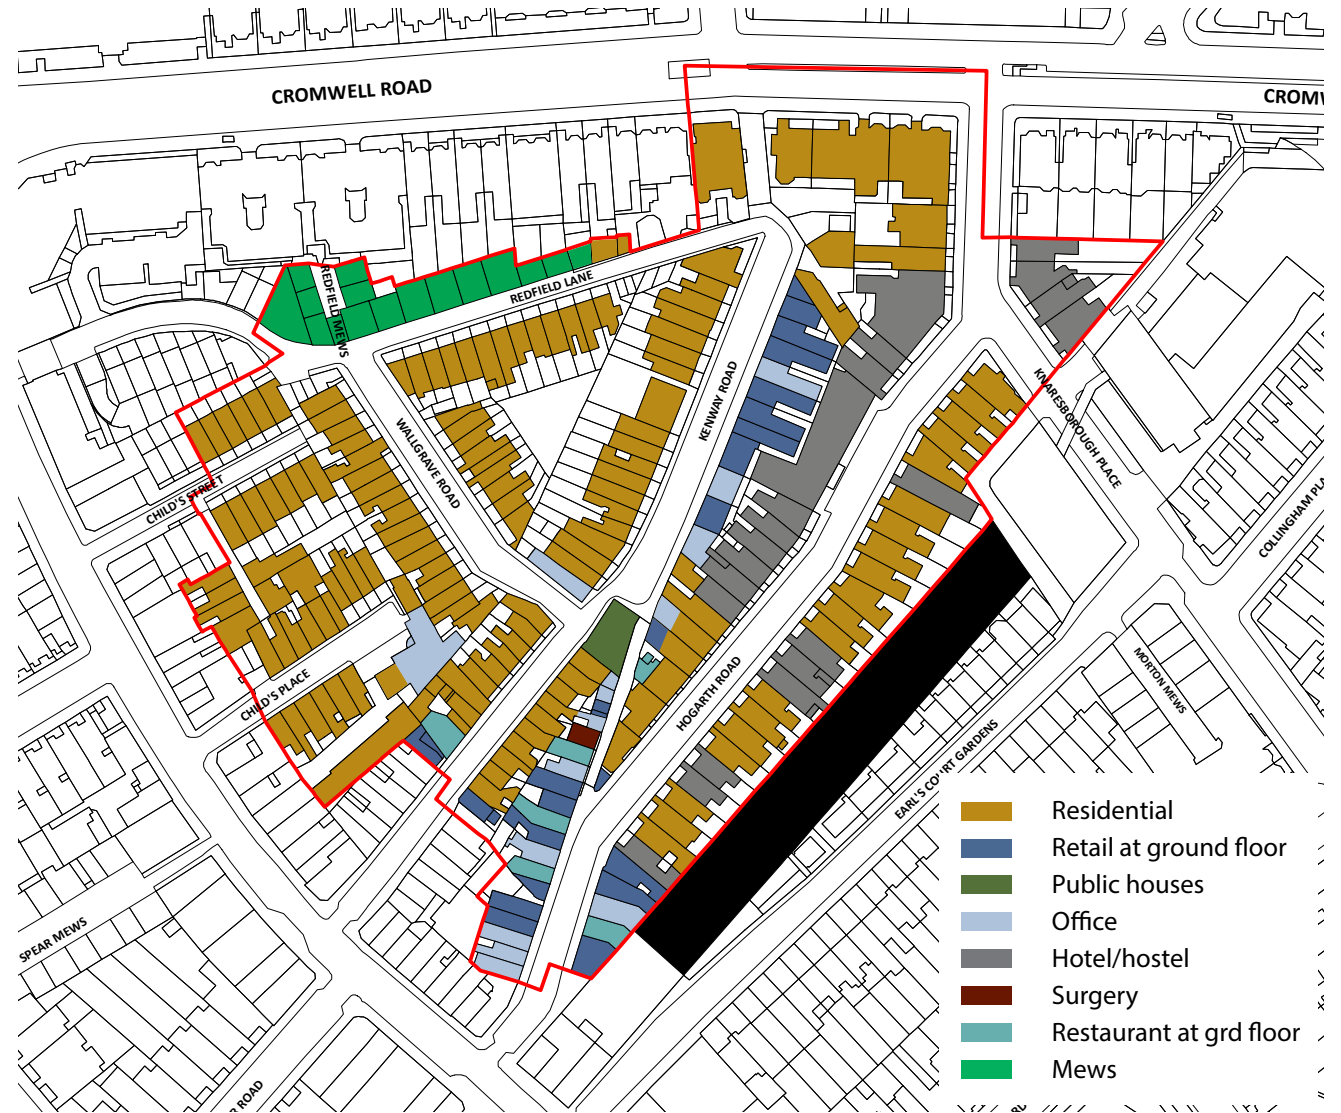 CROMWELL ROAD
CROMW
REDFIELD MEWS
REDFIELD LANE
KENWAY ROAD
KNARESBOROUGH PLACE
WALLGRAVE ROAD
CHILD'S STREET
COLLINGHAM PLA
CHILD'S PLACE
HOGARTH ROAD
MORTON MEWS
EARL'S COURT GARDENS
SPEAR MEWS
ROAD
Residential
Retail at ground floor
Public houses
Office
Hotel/hostel
Surgery
Restaurant at grd floor
Mews